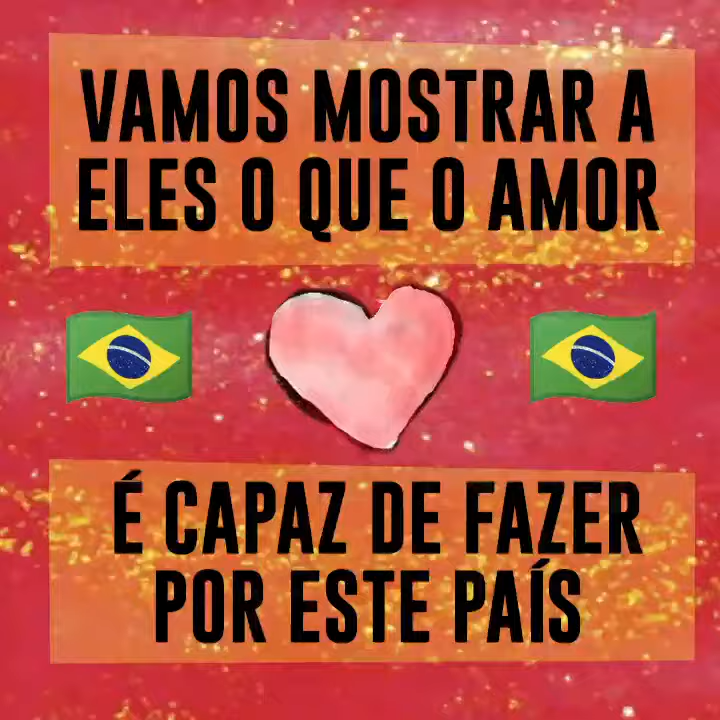 VAMOS MOSTRAR A
ELES O QUE O AMOR
É CAPAZ DE FAZER
POR ESTE PAÍS